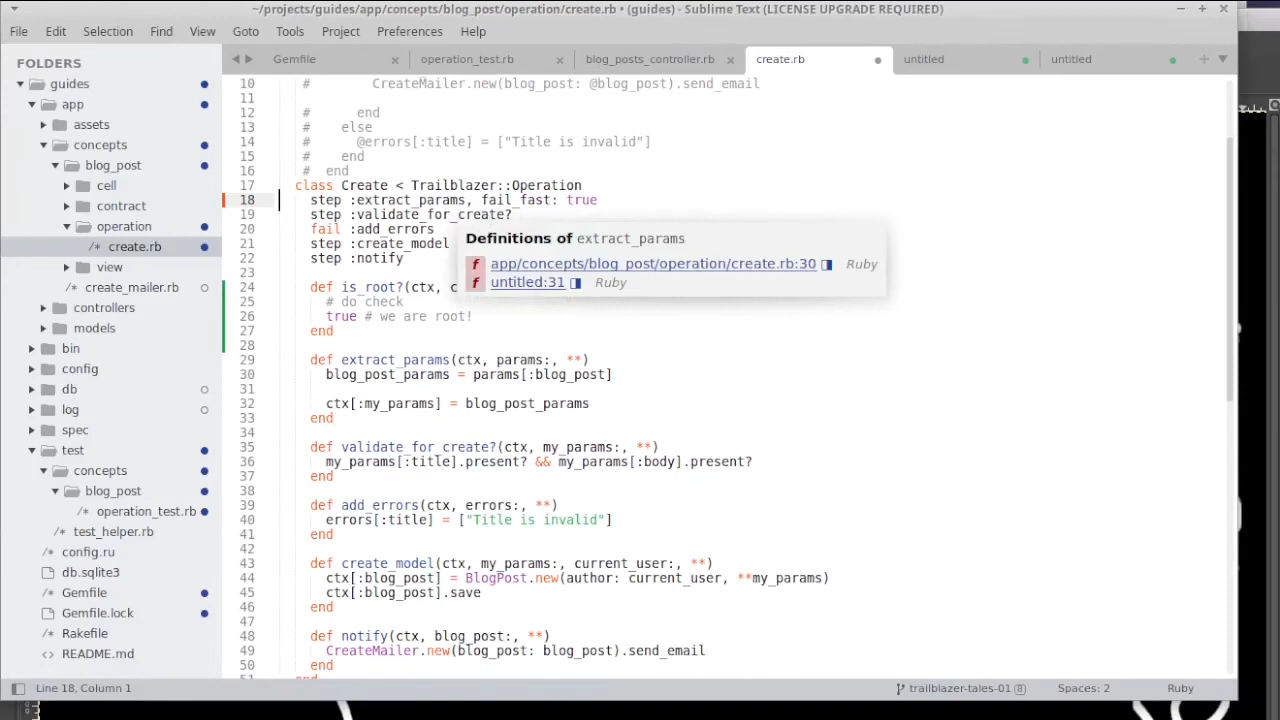 ~/projects/guides/app/concepts/blog_post/operation/create.rb • (guides) - Sublime Text (LICENSE UPGRADE REQUIRED)
File Edit Selection Find View Goto Tools Project Preferences Help
FOLDERS
guides
app
assets
concepts
blog_post
cell
contract
operation
/* create.rb
view
/* create_mailer.rb
controllers
models
bin
config
db
log
spec
test
concepts
blog_post
/* operation_test.rb
/* test_helper.rb
config.ru
db.sqlite3
/* Gemfile
Gemfile.lock
/* Rakefile
<> README.md
Gemfile × operation_test.rb × blog_posts_controller.rb × create.rb • untitled • untitled •
10 # CreateMailer.new(blog_post: @blog_post).send_email
11
12 # end
13 # else
14 # @errors[:title] = ["Title is invalid"]
15 # end
16 # end
17 class Create < Trailblazer::Operation
18 step :extract_params, fail_fast: true
19 step :validate_for_create?
20 fail :add_errors
21 step :create_model
22 step :notify
23
24 def is_root?(ctx, c
25 # do check
26 true # we are root!
27 end
28
29 def extract_params(ctx, params:, **)
30 blog_post_params = params[:blog_post]
31
32 ctx[:my_params] = blog_post_params
33 end
34
35 def validate_for_create?(ctx, my_params:, **)
36 my_params[:title].present? && my_params[:body].present?
37 end
38
39 def add_errors(ctx, errors:, **)
40 errors[:title] = ["Title is invalid"]
41 end
42
43 def create_model(ctx, my_params:, current_user:, **)
44 ctx[:blog_post] = BlogPost.new(author: current_user, **my_params)
45 ctx[:blog_post].save
46 end
47
48 def notify(ctx, blog_post:, **)
49 CreateMailer.new(blog_post: blog_post).send_email
50 end
51 end
Definitions of extract_params
f app/concepts/blog_post/operation/create.rb:30 Ruby
f untitled:31 Ruby
Line 18, Column 1 trailblazer-tales-01 8 Spaces: 2 Ruby